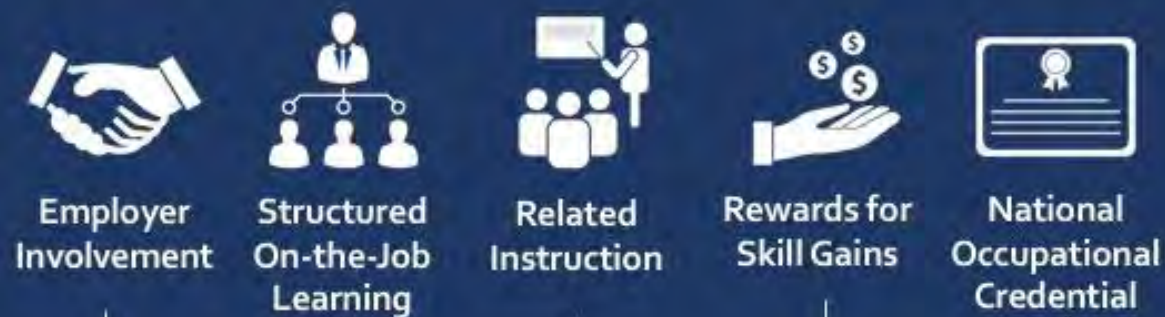 Employer
Involvement
Structured
On-the-Job
Learning
Related
Instruction
Rewards for
Skill Gains
National
Occupational
Credential
$
$
$